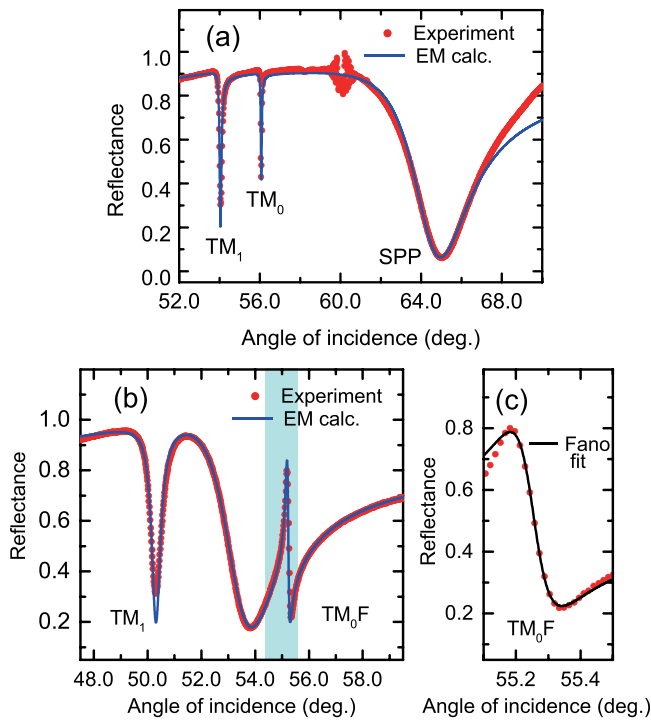 (a)
Experiment
EM calc.
1.0
0.8
0.6
0.4
0.2
0.0
Reflectance
TM1
TM0
SPP
52.0 56.0 60.0 64.0 68.0
Angle of incidence (deg.)
(b)
Experiment
EM calc.
1.0
0.8
0.6
0.4
0.2
Reflectance
TM1
TM0F
48.0 50.0 52.0 54.0 56.0 58.0
Angle of incidence (deg.)
(c)
Fano
fit
0.8
0.6
0.4
0.2
Reflectance
TM0F
55.2 55.4
Angle of incidence (deg.)